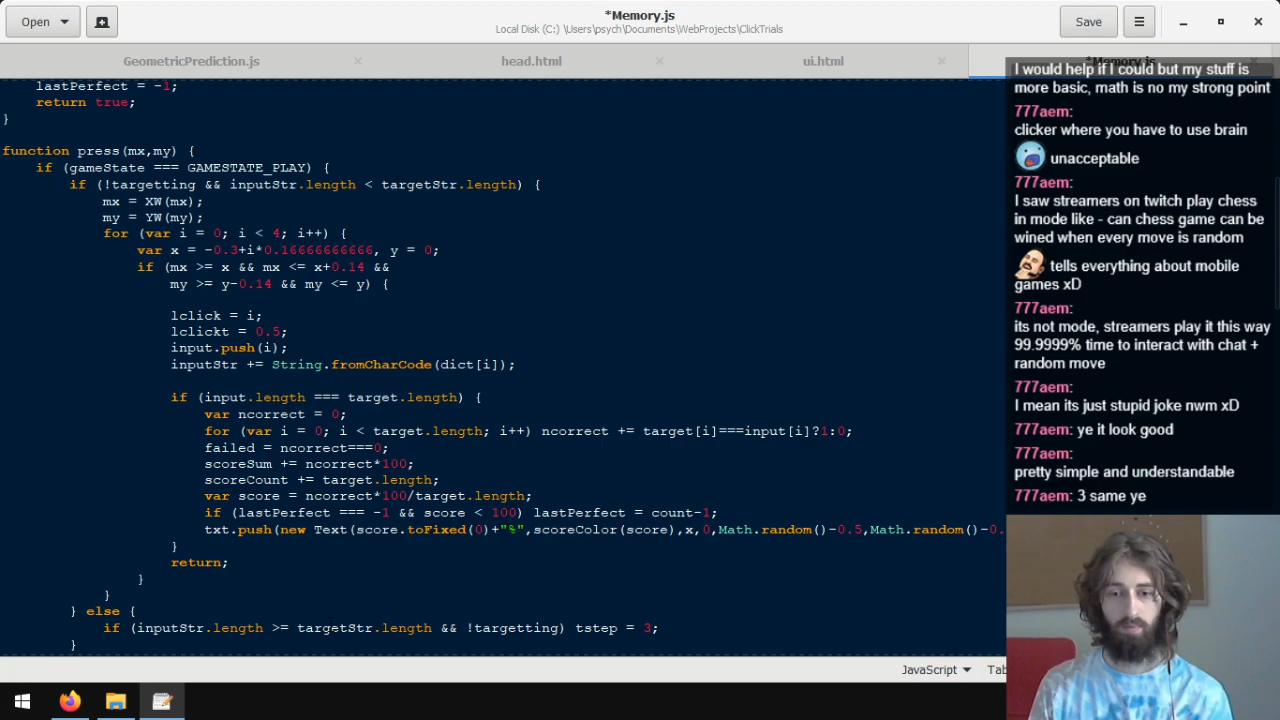 Open
*Memory.js
Local Disk (C:) \Users\psych\Documents\WebProjects\ClickTrials
Save
GeometricPrediction.js
head.html
ui.html
*Memory.js
lastPerfect = -1;
return true;
}
function press(mx,my) {
if (gameState === GAMESTATE_PLAY) {
if (!targetting && inputStr.length < targetStr.length) {
mx = XW(mx);
my = YW(my);
for (var i = 0; i < 4; i++) {
var x = -0.3+i*0.16666666666, y = 0;
if (mx >= x && mx <= x+0.14 &&
my >= y-0.14 && my <= y) {
lclick = i;
lclickt = 0.5;
input.push(i);
inputStr += String.fromCharCode(dict[i]);
if (input.length === target.length) {
var ncorrect = 0;
for (var i = 0; i < target.length; i++) ncorrect += target[i]===input[i]?1:0;
failed = ncorrect===0;
scoreSum += ncorrect*100;
scoreCount += target.length;
var score = ncorrect*100/target.length;
if (lastPerfect === -1 && score < 100) lastPerfect = count-1;
txt.push(new Text(score.toFixed(0)+"%",scoreColor(score),x,0,Math.random()-0.5,Math.random()-0.
}
return;
}
}
} else {
if (inputStr.length >= targetStr.length && !targetting) tstep = 3;
}
JavaScript
Tab
I would help if I could but my stuff is
more basic, math is no my strong point
777aem:
clicker where you have to use brain
unacceptable
777aem:
I saw streamers on twitch play chess
in mode like - can chess game can be
wined when every move is random
tells everything about mobile
games xD
777aem:
its not mode, streamers play it this way
99.9999% time to interact with chat +
random move
777aem:
I mean its just stupid joke nwm xD
777aem: ye it look good
777aem:
pretty simple and understandable
777aem: 3 same ye